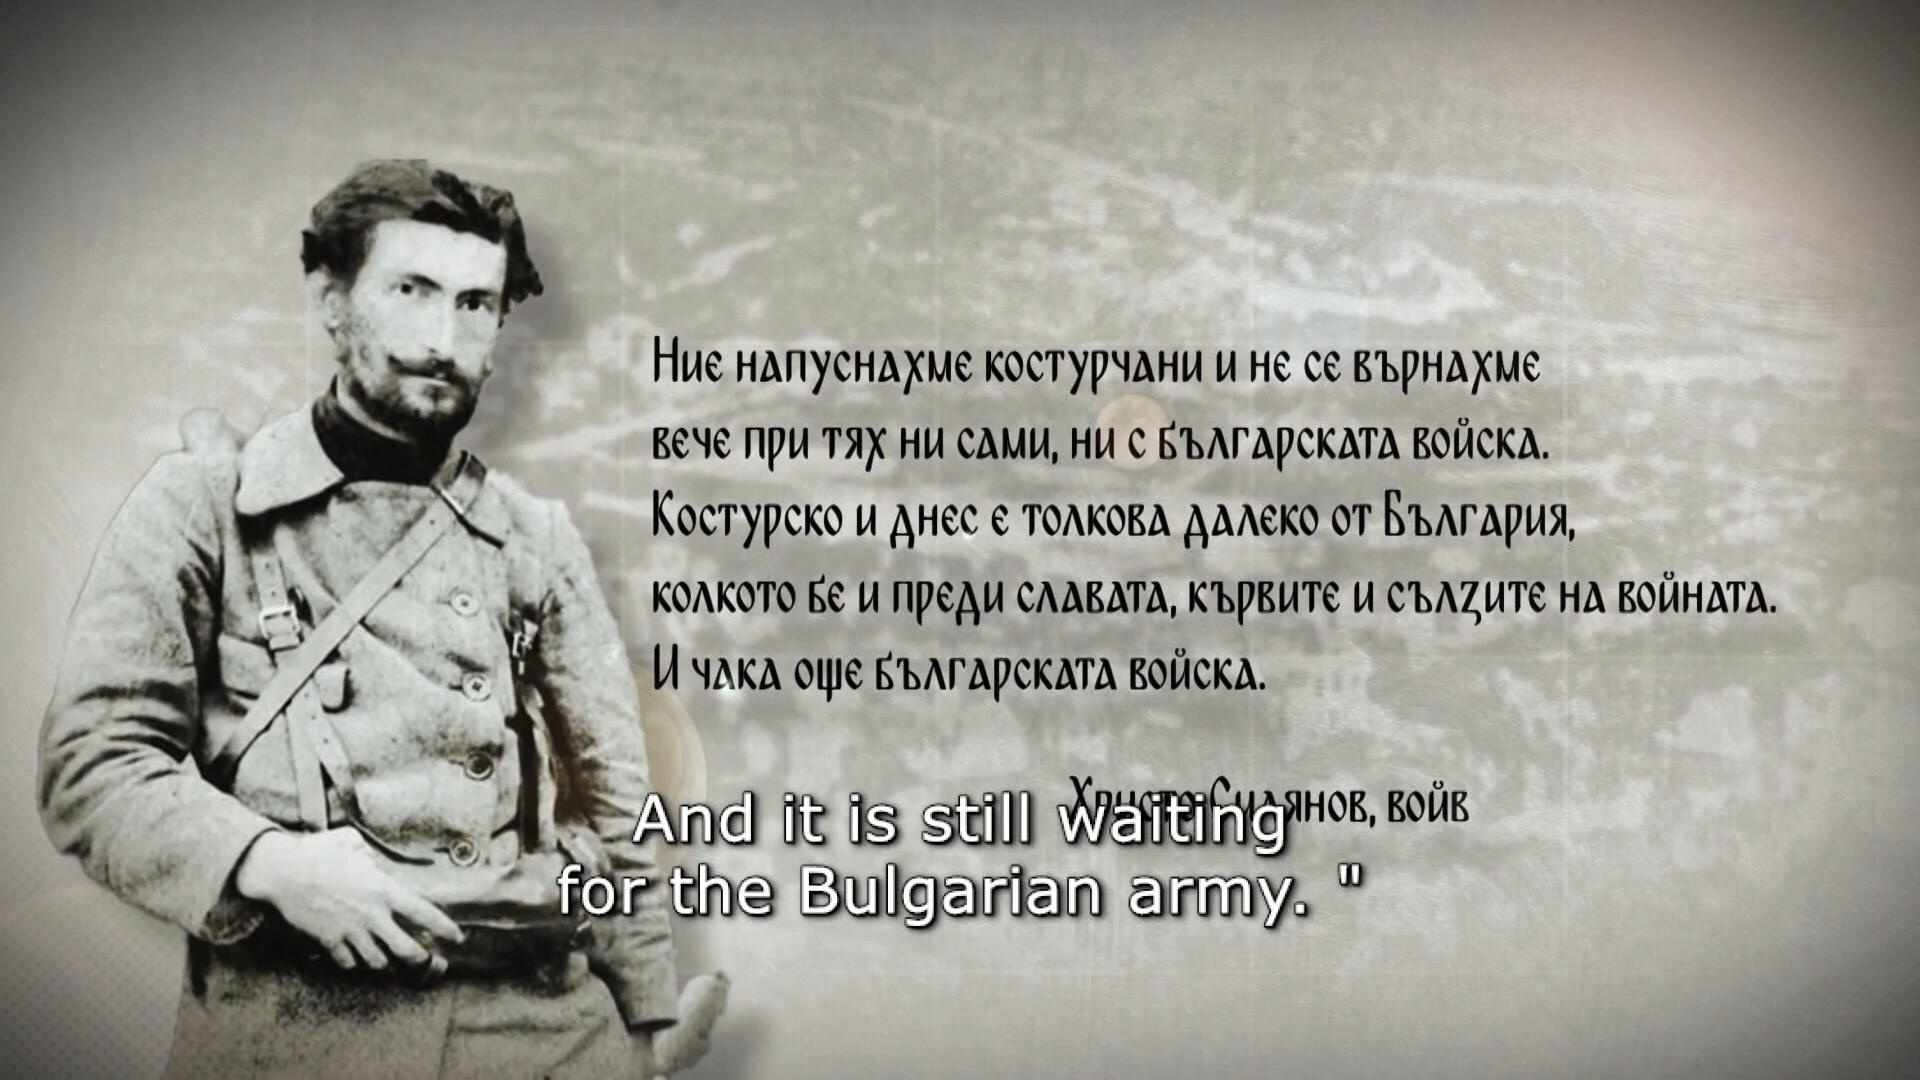 Ние напуснахме костурчани и не се върнахме
вече при тях ни сами, ни с българската войска.
Костурско и днес е толкова далеко от България,
колкото бе и преди славата, кървите и сълзите на войната.
И чака още българската войска.
Христо Силянов, войв
And it is still waiting
for the Bulgarian army. "